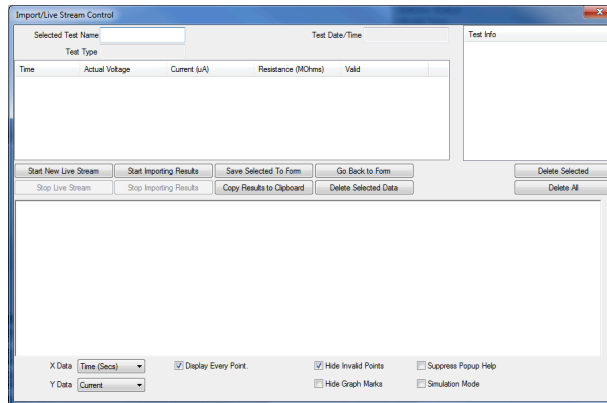 Import/Live Stream Control
Selected Test Name
Test Date/Time
Test Info
Test Type
Time Actual Voltage Current (uA) Resistance (MOhms) Valid
Start New Live Stream Start Importing Results Save Selected To Form Go Back to Form Delete Selected
Stop Live Stream Stop Importing Results Copy Results to Clipboard Delete Selected Data Delete All
X Data Time (Secs) Display Every Point. Hide Invalid Points Suppress Popup Help
Y Data Current Hide Graph Marks Simulation Mode